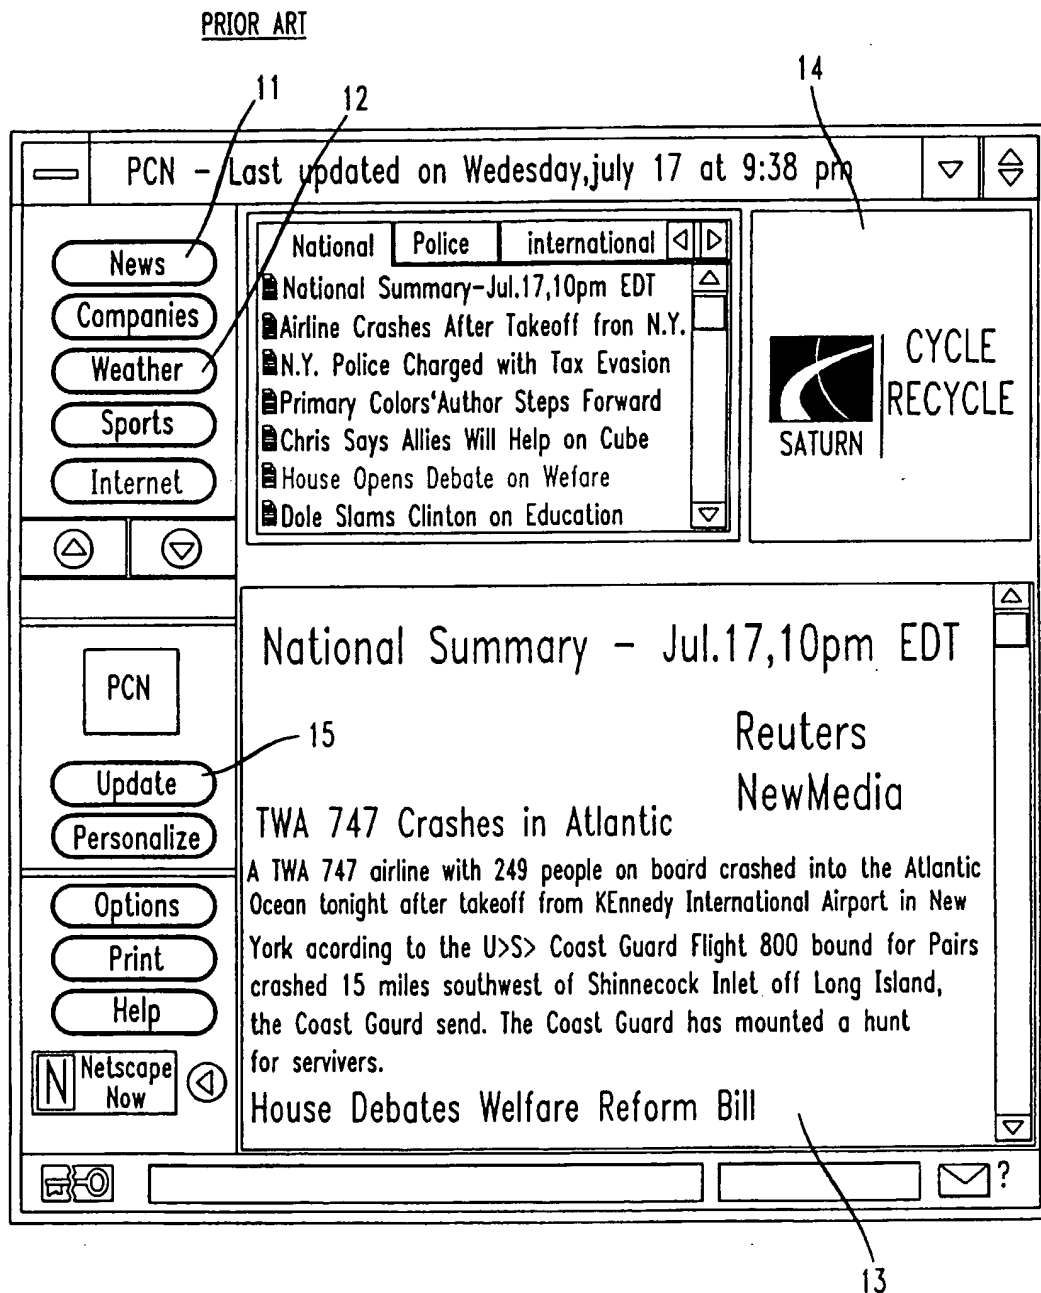 PRIOR ART
11
12
14
PCN - Last updated on Wedesday,july 17 at 9:38 pm
News
Companies
Weather
Sports
Internet
National Police international
National Summary-Jul.17,10pm EDT
Airline Crashes After Takeoff fron N.Y.
N.Y. Police Charged with Tax Evasion
Primary Colors'Author Steps Forward
Chris Says Allies Will Help on Cube
House Opens Debate on Wefare
Dole Slams Clinton on Education
CYCLE
RECYCLE
SATURN
PCN
15
Update
Personalize
Options
Print
Help
N Netscape
Now
National Summary - Jul.17,10pm EDT
Reuters
NewMedia
TWA 747 Crashes in Atlantic
A TWA 747 airline with 249 people on board crashed into the Atlantic
Ocean tonight after takeoff from KEnnedy International Airport in New
York acording to the U>S> Coast Guard Flight 800 bound for Pairs
crashed 15 miles southwest of Shinnecock Inlet off Long Island,
the Coast Gaurd send. The Coast Guard has mounted a hunt
for servivers.
House Debates Welfare Reform Bill
?
13